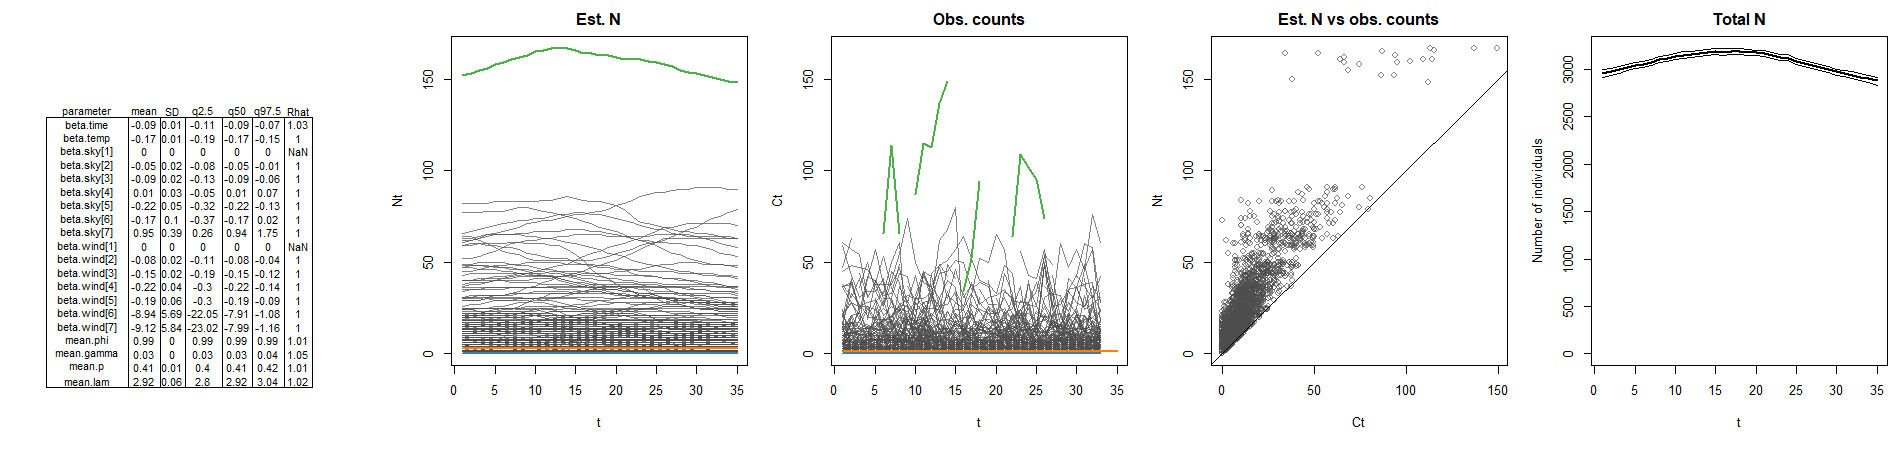 parameter mean SD q2.5 q50 q97.5 Rhat
beta.time -0.09 0.01 -0.11 -0.09 -0.07 1.03
beta.temp -0.17 0.01 -0.19 -0.17 -0.15 1
beta.sky[1] 0 0 0 0 0 NaN
beta.sky[2] -0.05 0.02 -0.08 -0.05 -0.01 1
beta.sky[3] -0.09 0.02 -0.13 -0.09 -0.06 1
beta.sky[4] 0.01 0.03 -0.05 0.01 0.07 1
beta.sky[5] -0.22 0.05 -0.32 -0.22 -0.13 1
beta.sky[6] -0.17 0.1 -0.37 -0.17 0.02 1
beta.sky[7] 0.95 0.39 0.26 0.94 1.75 1
beta.wind[1] 0 0 0 0 0 NaN
beta.wind[2] -0.08 0.02 -0.11 -0.08 -0.04 1
beta.wind[3] -0.15 0.02 -0.19 -0.15 -0.12 1
beta.wind[4] -0.22 0.04 -0.3 -0.22 -0.14 1
beta.wind[5] -0.19 0.06 -0.3 -0.19 -0.09 1
beta.wind[6] -8.94 5.69 -22.05 -7.91 -1.08 1
beta.wind[7] -9.12 5.84 -23.02 -7.99 -1.16 1
mean.phi 0.99 0 0.99 0.99 0.99 1.01
mean.gamma 0.03 0 0.03 0.03 0.04 1.05
mean.p 0.41 0.01 0.4 0.41 0.42 1.01
mean.lam 2.92 0.06 2.8 2.92 3.04 1.02
Est. N
Nt
150
100
50
0
0 5 10 15 20 25 30 35
t
Obs. counts
Ct
150
100
50
0
0 5 10 15 20 25 30 35
t
Est. N vs obs. counts
Nt
150
100
50
0
0 50 100 150
Ct
Total N
Number of individuals
3000
2500
2000
1500
1000
500
0
0 5 10 15 20 25 30 35
t